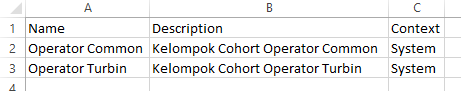 A B C
1 Name Description Context
2 Operator Common Kelompok Cohort Operator Common System
3 Operator Turbin Kelompok Cohort Operator Turbin System
4